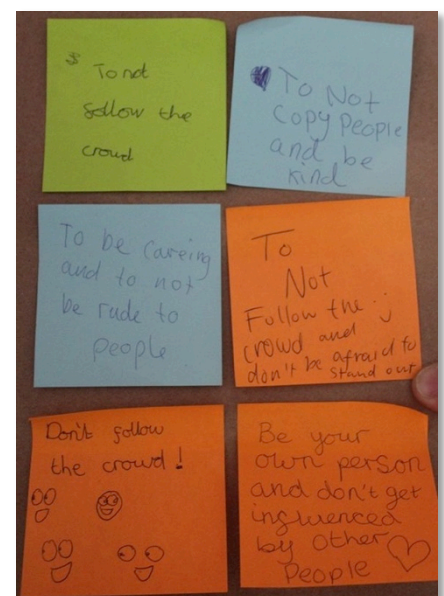 To not
follow the
crowd
To Not
Copy People
and be
kind
To be careing
and to not
be rude to
people
To
Not
Follow the
crowd and
don't be afraid to
stand out
Don't follow
the crowd!
Be your
own person
and don't get
infuenced
by other
People